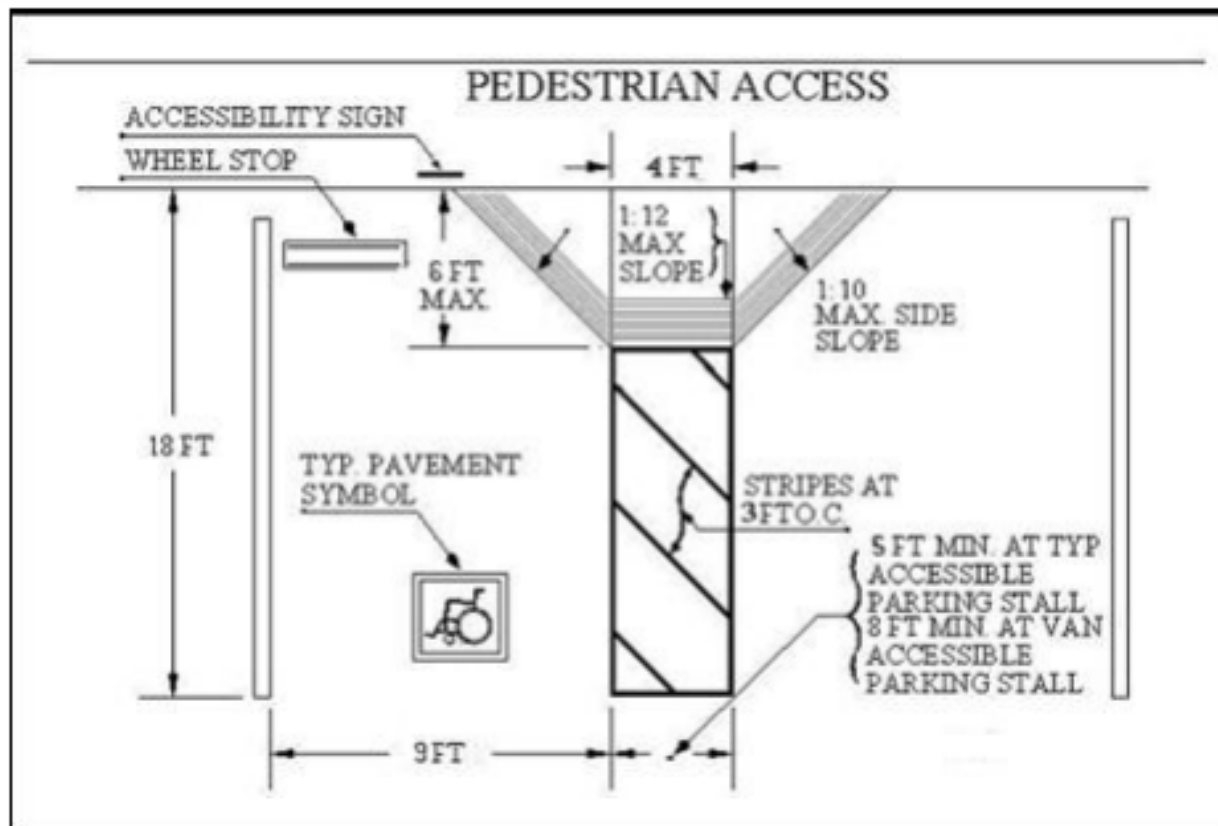 PEDESTRIAN ACCESS
ACCESSIBILITY SIGN
WHEEL STOP
4 FT
1:12
MAX
SLOPE
6 FT
MAX.
1:10
MAX. SIDE
SLOPE
18 FT
TYP. PAVEMENT
SYMBOL
STRIPES AT
3 FT O.C.
5 FT MIN. AT TYP
ACCESSIBLE
PARKING STALL
8 FT MIN. AT VAN
ACCESSIBLE
PARKING STALL
9 FT